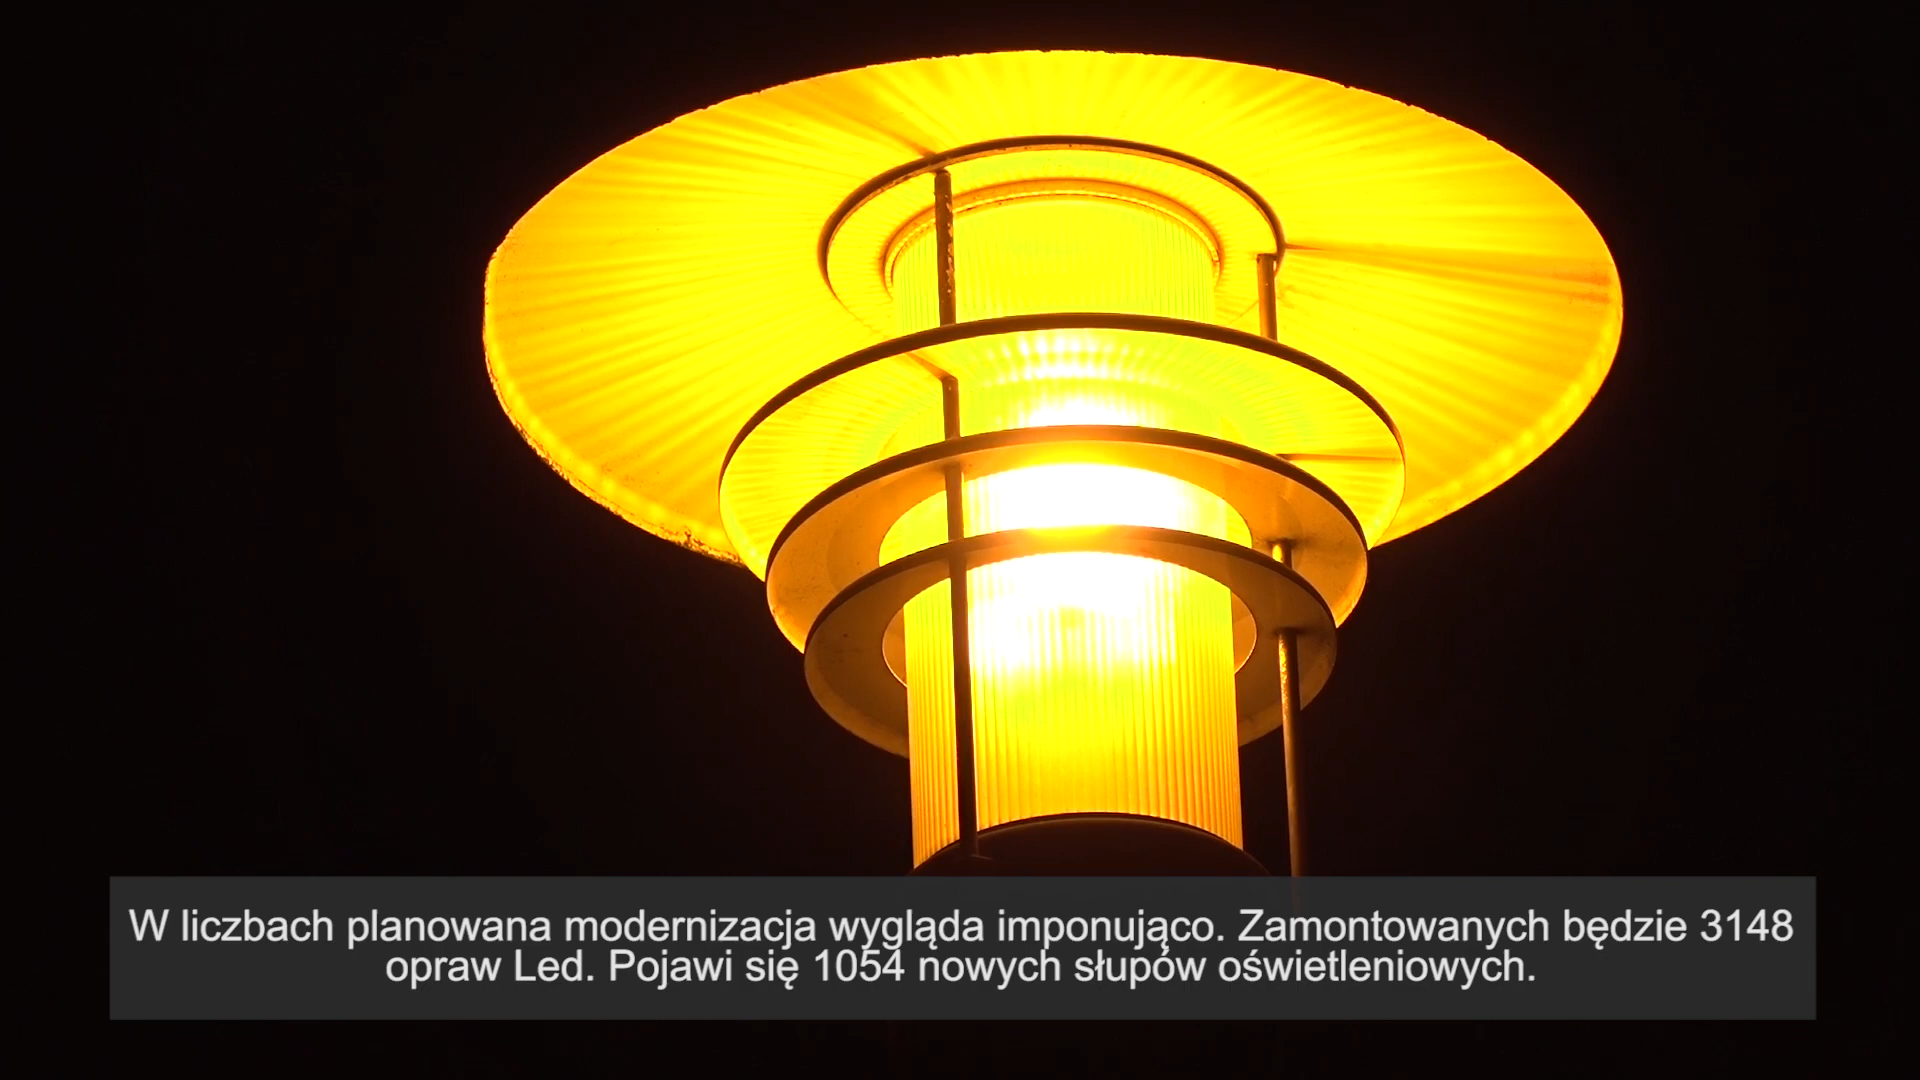 W liczbach planowana modernizacja wygląda imponująco. Zamontowanych będzie 3148
opraw Led. Pojawi się 1054 nowych słupów oświetleniowych.